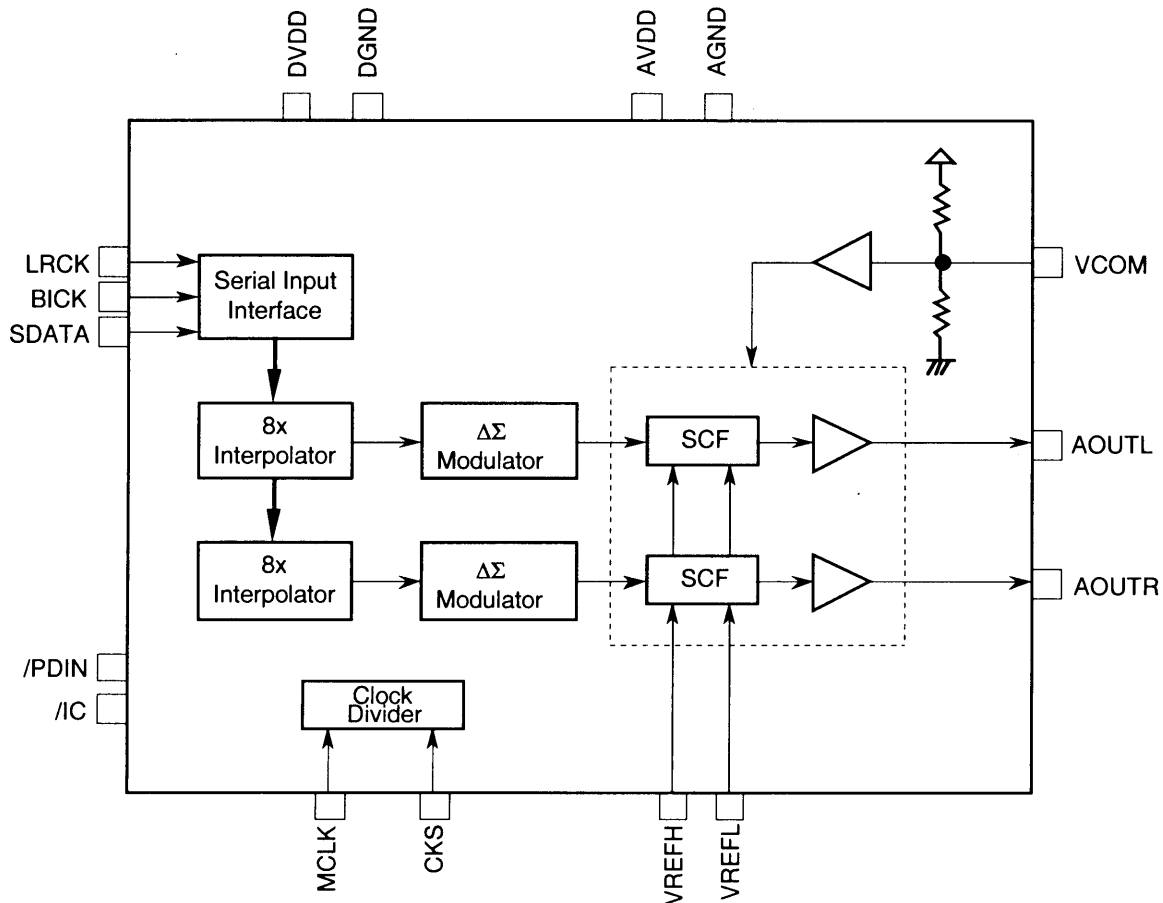 DVDD
DGND
AVDD
AGND
LRCK
BICK
SDATA
Serial Input
Interface
VCOM
8x
Interpolator
ΔΣ
Modulator
SCF
AOUTL
8x
Interpolator
ΔΣ
Modulator
SCF
AOUTR
/PDIN
/IC
Clock
Divider
MCLK
CKS
VREFH
VREFL